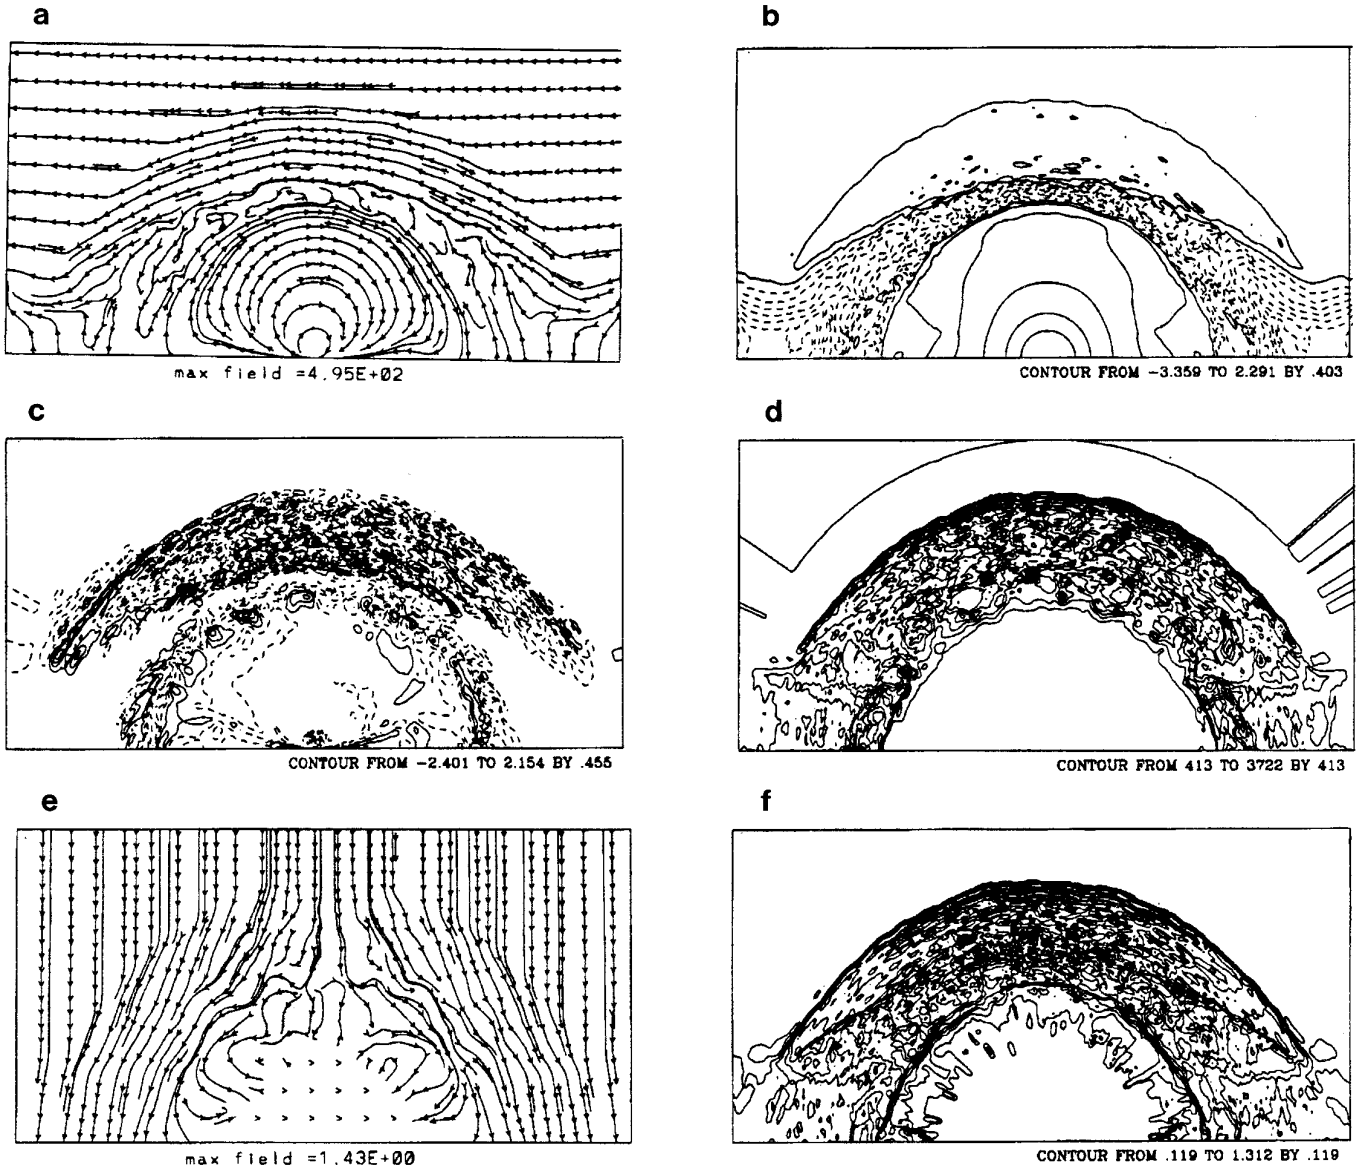 a
b
max field =4.95E+02
CONTOUR FROM -3.359 TO 2.291 BY .403
c
d
CONTOUR FROM -2.401 TO 2.154 BY .455
CONTOUR FROM 413 TO 3722 BY 413
e
f
max field =1.43E+00
CONTOUR FROM .119 TO 1.312 BY .119